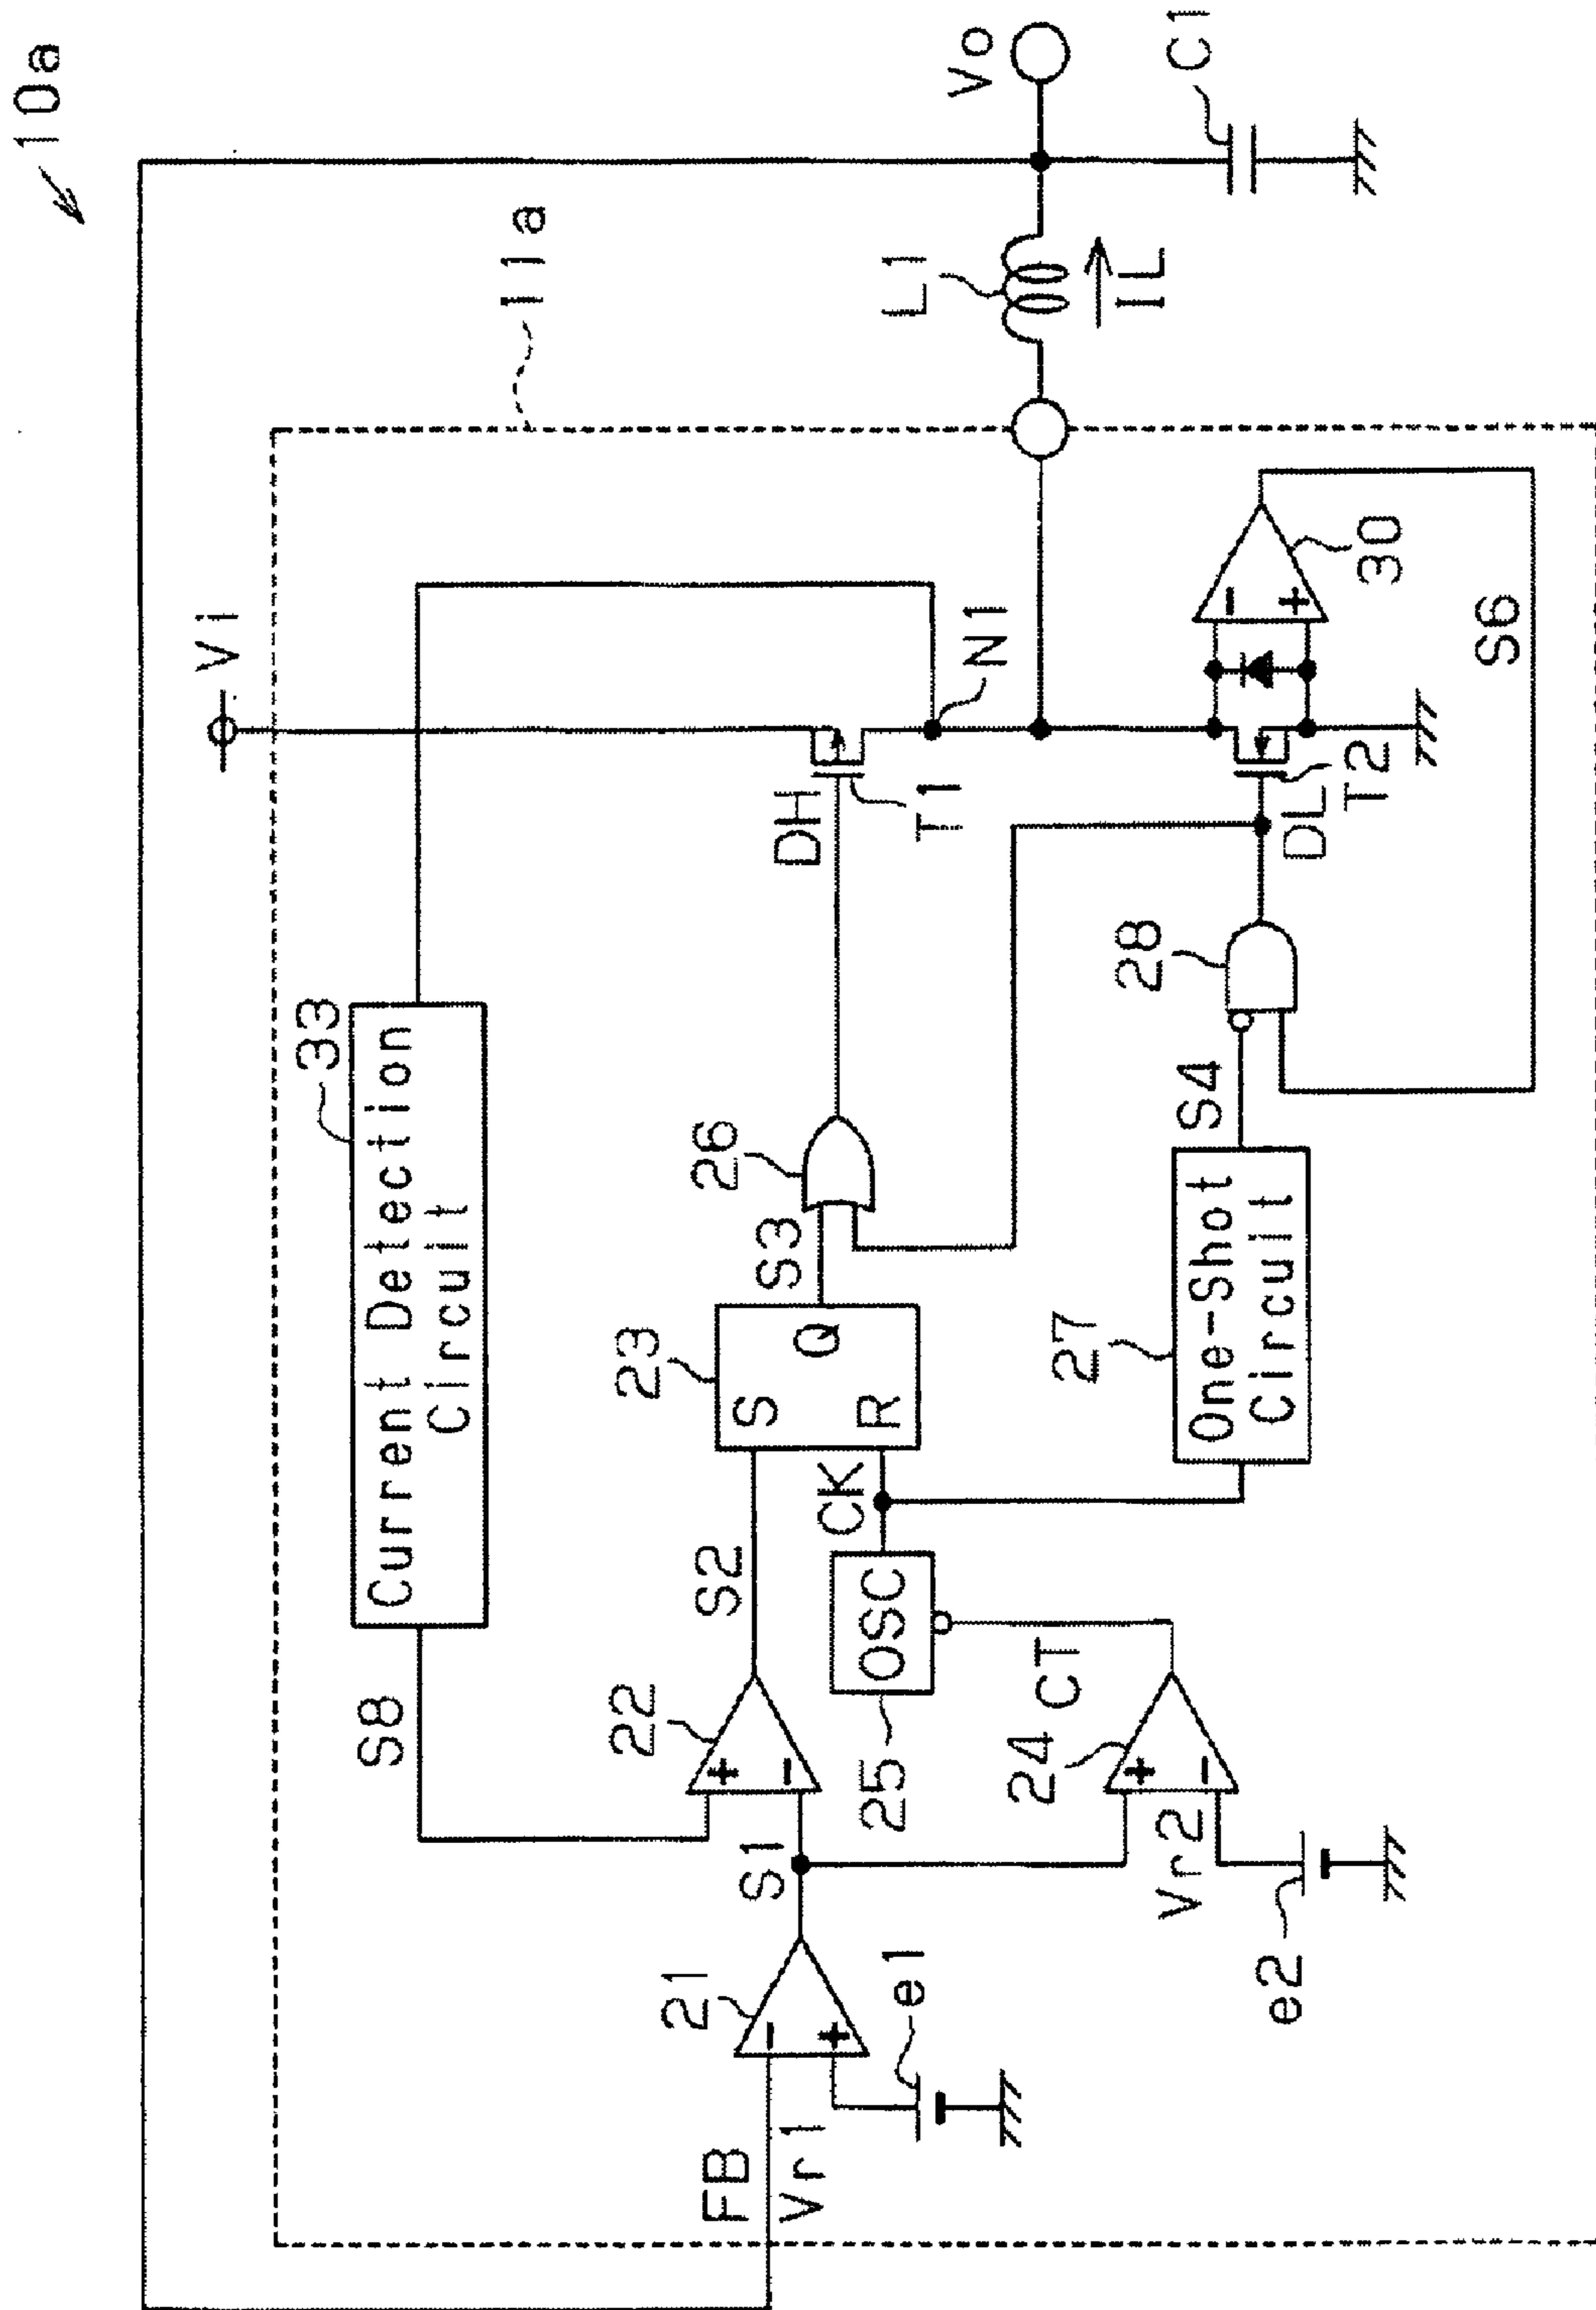 10a
11a
Vi
33
Current Detection
Circuit
S8
N1
DH
T1
L1
IL
Vo
C1
26
S3
23
S
Q
R
22
+
-
S2
CK
S1
OSC
25
21
-
+
FB
Vr1
e1
CT
24
+
-
Vr2
e2
27
One-Shot
Circuit
S4
28
DL
T2
-
+
30
S6